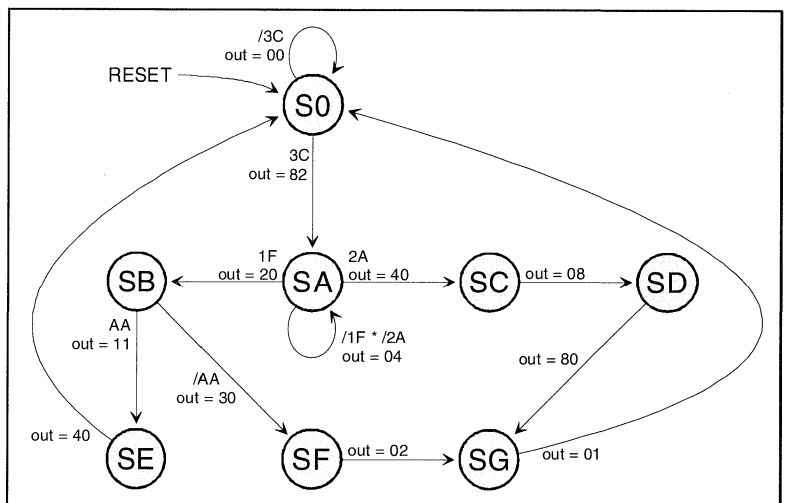 /3C
out = 00
RESET
S0
3C
out = 82
1F
out = 20
2A
out = 40
SB
SA
SC
out = 08
SD
AA
out = 11
/1F * /2A
out = 04
/AA
out = 30
out = 80
out = 40
SE
SF
out = 02
SG
out = 01